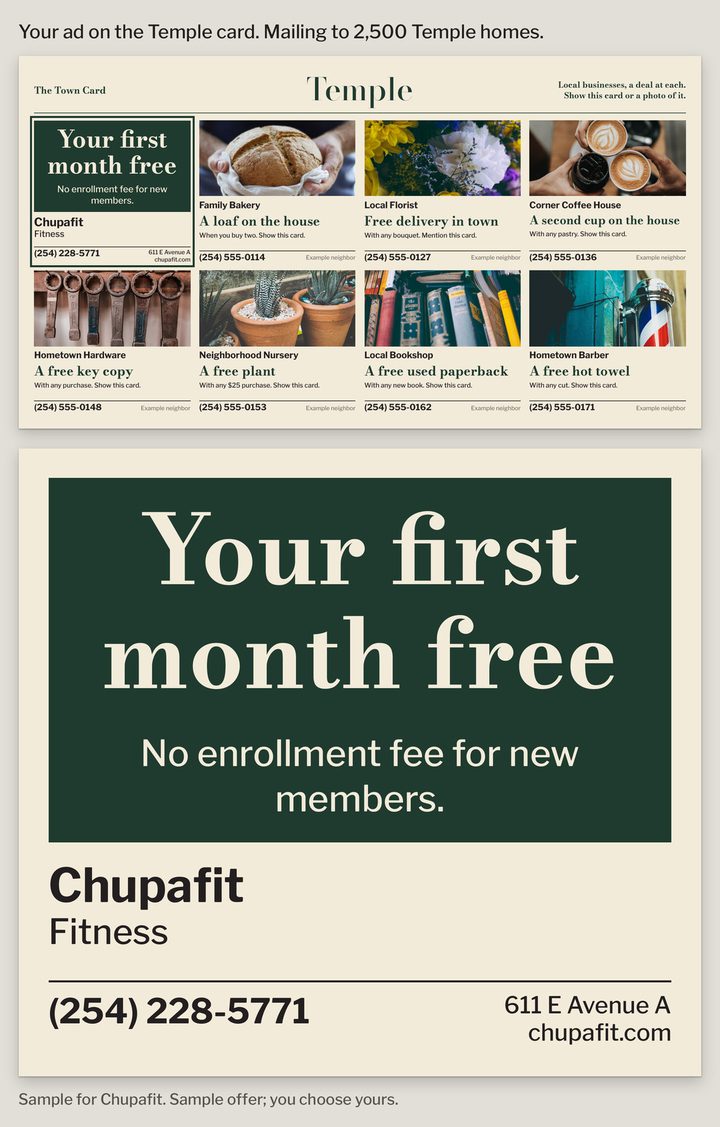 Your ad on the Temple card. Mailing to 2,500 Temple homes.
The Town Card
Temple
Local businesses, a deal at each.
Show this card or a photo of it.
Your first
month free
No enrollment fee for new
members.
Chupafit
Fitness
(254) 228-5771
611 E Avenue A
chupafit.com
Family Bakery
A loaf on the house
When you buy two. Show this card.
(254) 555-0114
Example neighbor
Local Florist
Free delivery in town
With any bouquet. Mention this card.
(254) 555-0127
Example neighbor
Corner Coffee House
A second cup on the house
With any pastry. Show this card.
(254) 555-0136
Example neighbor
Hometown Hardware
A free key copy
With any purchase. Show this card.
(254) 555-0148
Example neighbor
Neighborhood Nursery
A free plant
With any $25 purchase. Show this card.
(254) 555-0153
Example neighbor
Local Bookshop
A free used paperback
With any new book. Show this card.
(254) 555-0162
Example neighbor
Hometown Barber
A free hot towel
With any cut. Show this card.
(254) 555-0171
Example neighbor
Your first
month free
No enrollment fee for new
members.
Chupafit
Fitness
(254) 228-5771
611 E Avenue A
chupafit.com
Sample for Chupafit. Sample offer; you choose yours.